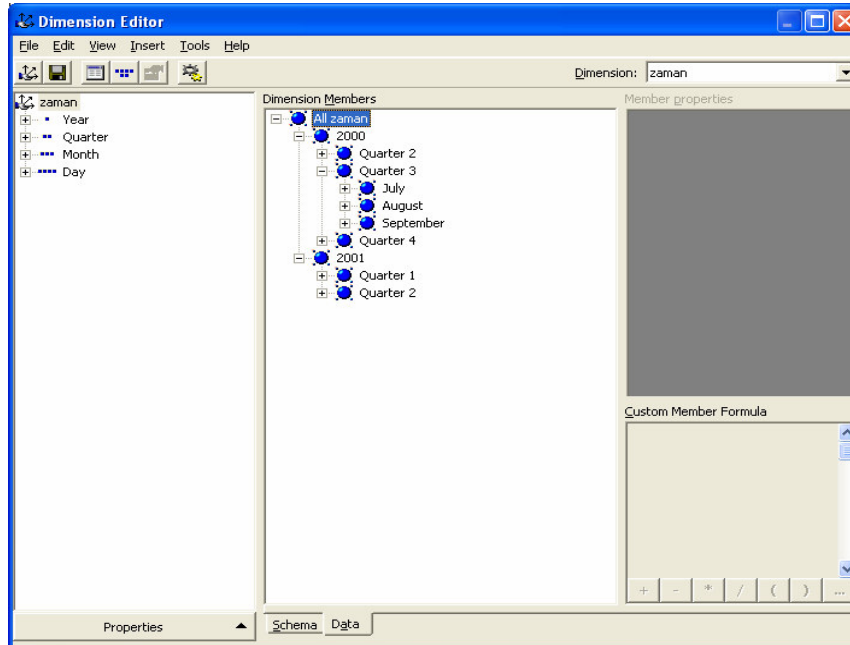 Dimension Editor
File Edit View Insert Tools Help
Dimension: zaman
zaman
Year
Quarter
Month
Day
Dimension Members
All zaman
2000
Quarter 2
Quarter 3
July
August
September
Quarter 4
2001
Quarter 1
Quarter 2
Member properties
Custom Member Formula
+ - * / ( ) ...
Properties
Schema Data